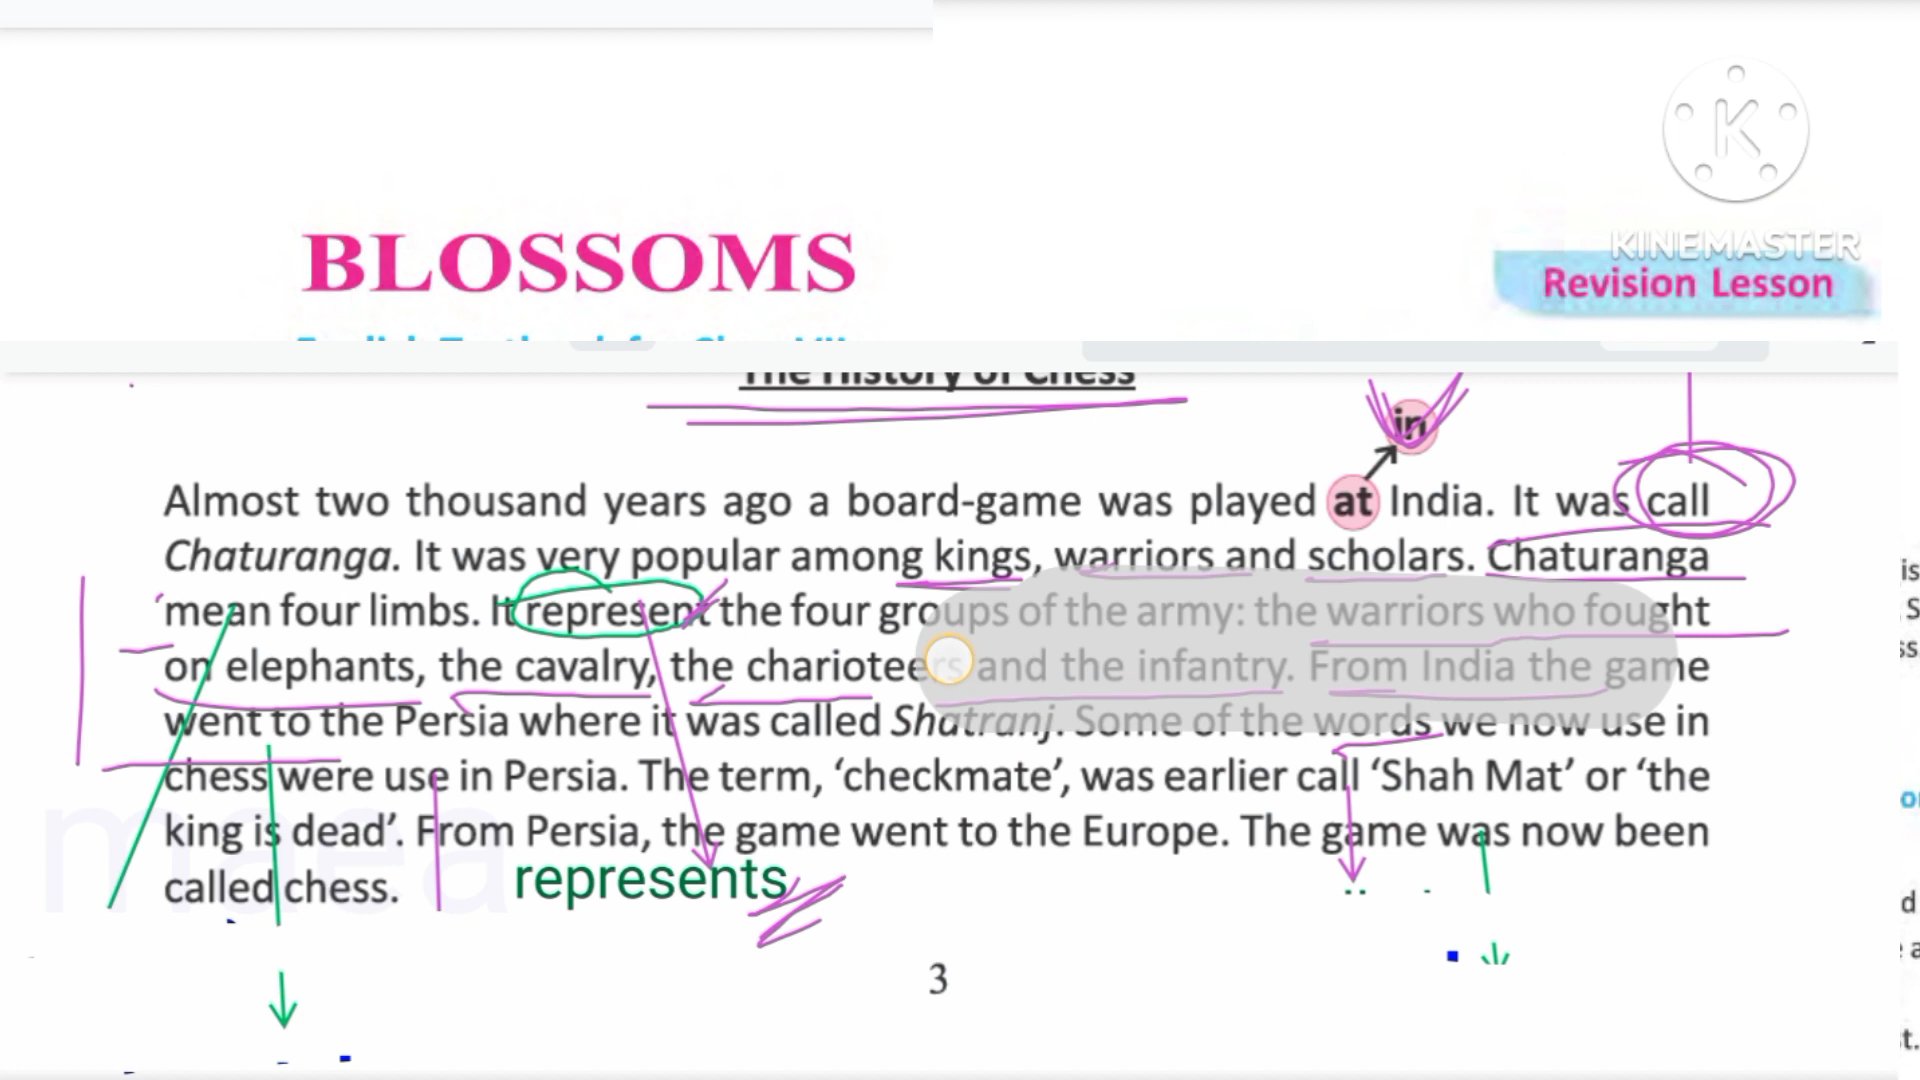 KINEMASTER
BLOSSOMS
Revision Lesson
The History of Chess
in
Almost two thousand years ago a board-game was played at India. It was call
Chaturanga. It was very popular among kings, warriors and scholars. Chaturanga
mean four limbs. It represent the four groups of the army: the warriors who fought
on elephants, the cavalry, the charioteers and the infantry. From India the game
went to the Persia where it was called Shatranj. Some of the words we now use in
chess were use in Persia. The term, ‘checkmate’, was earlier call ‘Shah Mat’ or ‘the
king is dead’. From Persia, the game went to the Europe. The game was now been
called chess.
represents
3